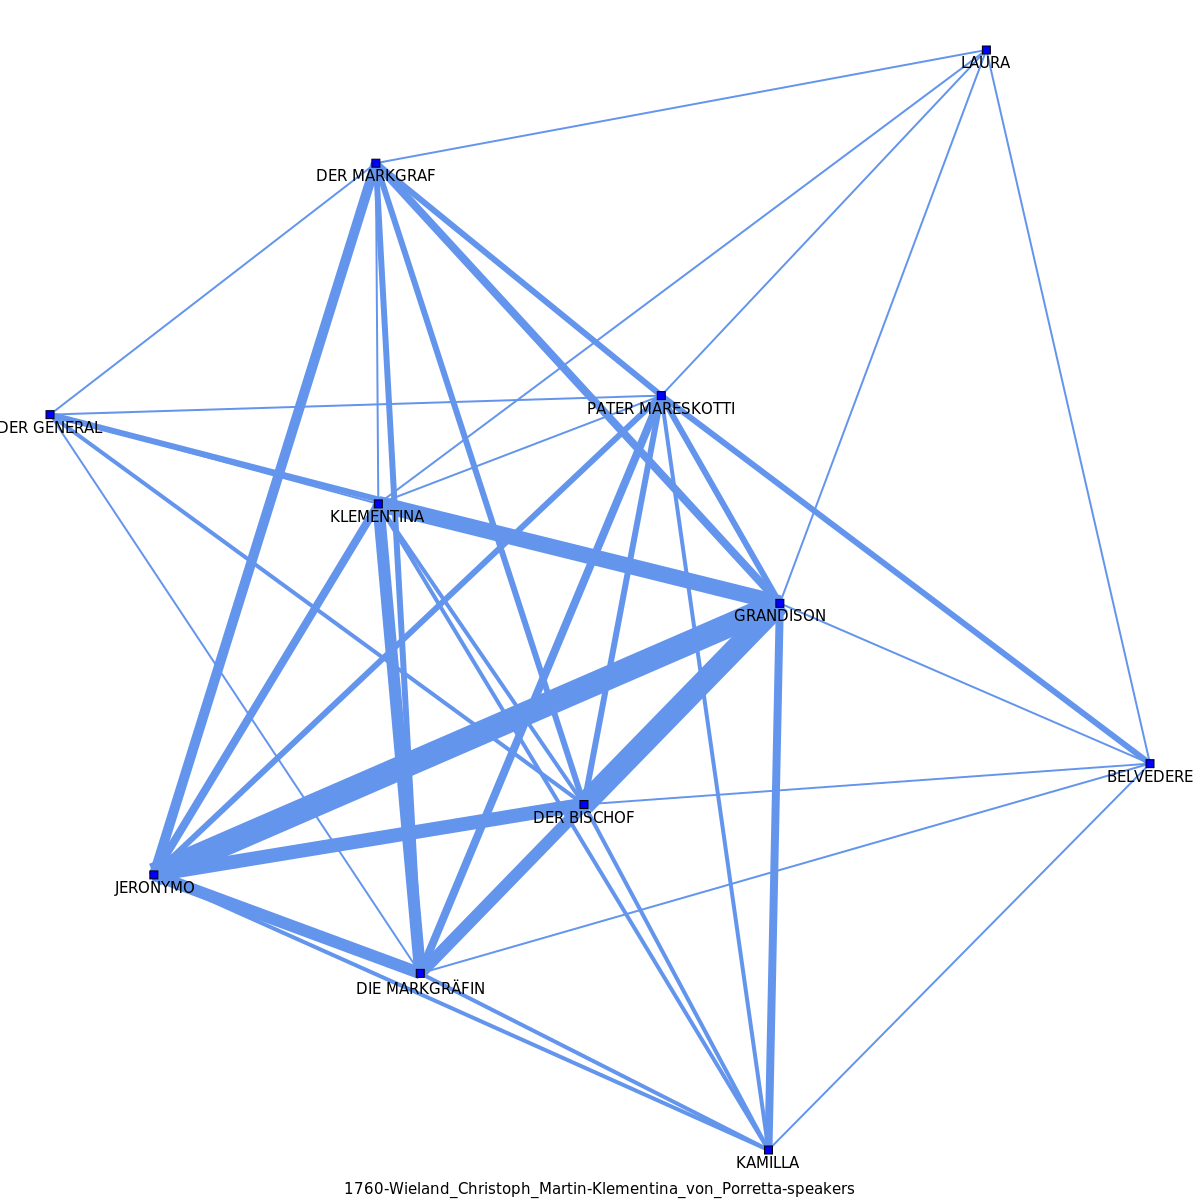 LAURA
DER MARKGRAF
PATER MARESKOTTI
DER GENERAL
KLEMENTINA
GRANDISON
BELVEDERE
DER BISCHOF
JERONYMO
DIE MARKGRÄFIN
KAMILLA
1760-Wieland_Christoph_Martin-Klementina_von_Porretta-speakers